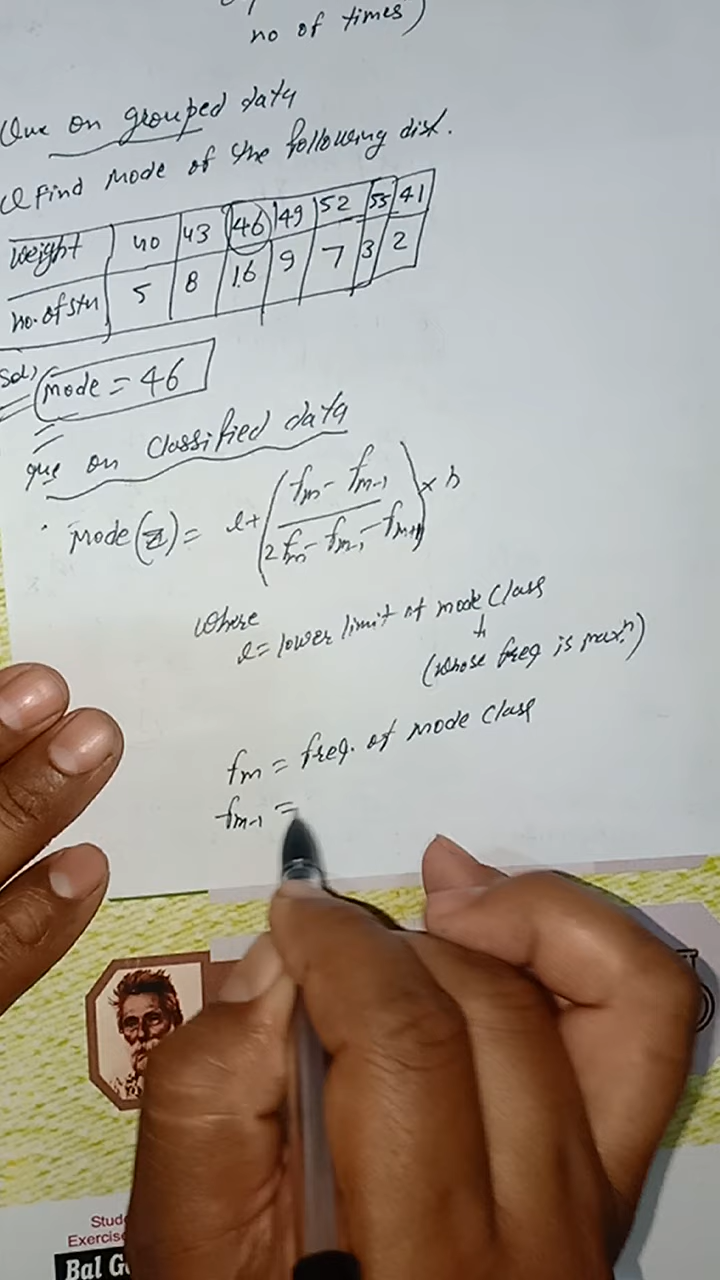 no of times)
Que on grouped data
Q Find Mode of the following dist.
Weight 40 43 46 49 52 55 41
no. of stu 5 8 16 9 7 3 2
Sol) Mode = 46
que on Classified data
Mode (Z) = l + (fm - fm-1 / 2fm - fm-1 - fm+1) × h
where
l = lower limit of mode Class
(whose freq is max^n)
fm = freq. of mode Class
fm-1 =
Stud
Exercise
Bal G